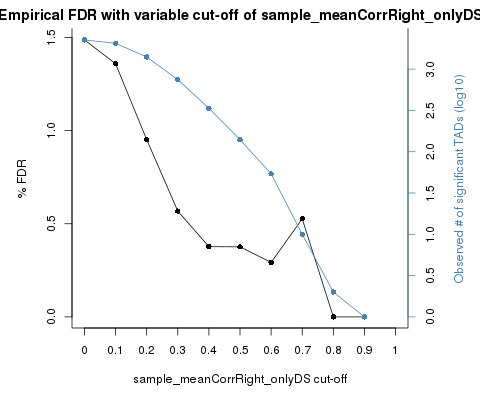 Empirical FDR with variable cut-off of sample_meanCorrRight_onlyDS
1.5
1.0
0.5
0.0
% FDR
3.0
2.5
2.0
1.5
1.0
0.5
0.0
Observed # of significant TADs (log10)
0 0.1 0.2 0.3 0.4 0.5 0.6 0.7 0.8 0.9 1
sample_meanCorrRight_onlyDS cut-off